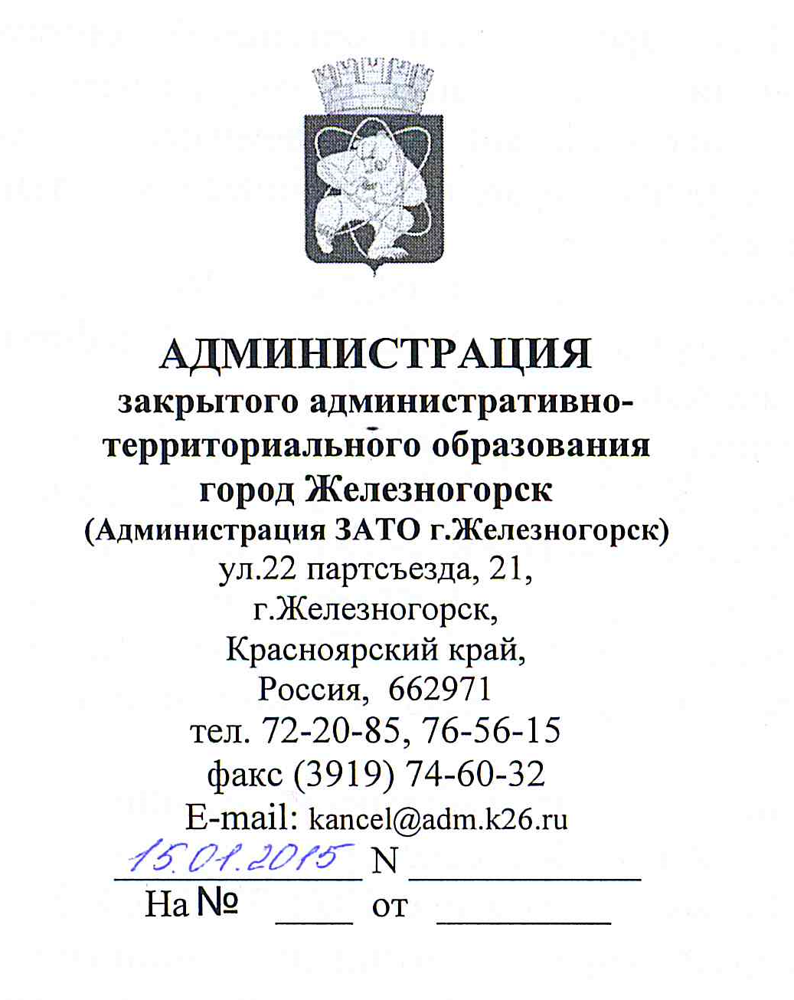 АДМИНИСТРАЦИЯ
закрытого административно-
территориального образования
город Железногорск
(Администрация ЗАТО г.Железногорск)
ул.22 партсъезда, 21,
г.Железногорск,
Красноярский край,
Россия,  662971
тел. 72-20-85, 76-56-15
факс (3919) 74-60-32
E-mail: kancel@adm.k26.ru
15.01.2015 N ____________
На № ____ от _________